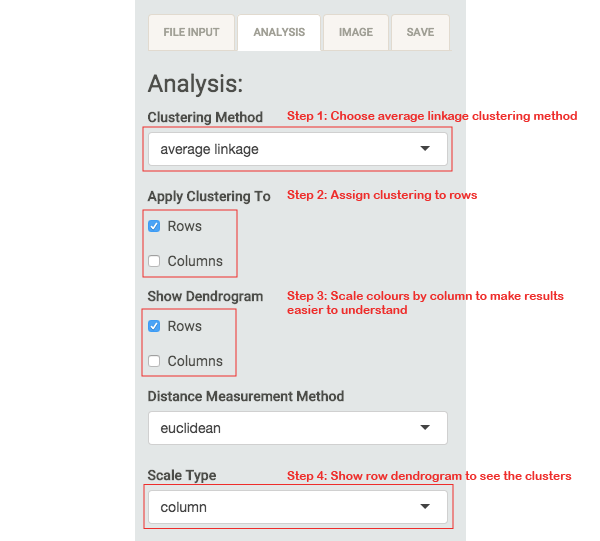 FILE INPUT ANALYSIS IMAGE SAVE
Analysis:
Clustering Method Step 1: Choose average linkage clustering method
average linkage
Apply Clustering To Step 2: Assign clustering to rows
Rows
Columns
Show Dendrogram Step 3: Scale colours by column to make results
easier to understand
Rows
Columns
Distance Measurement Method
euclidean
Scale Type Step 4: Show row dendrogram to see the clusters
column